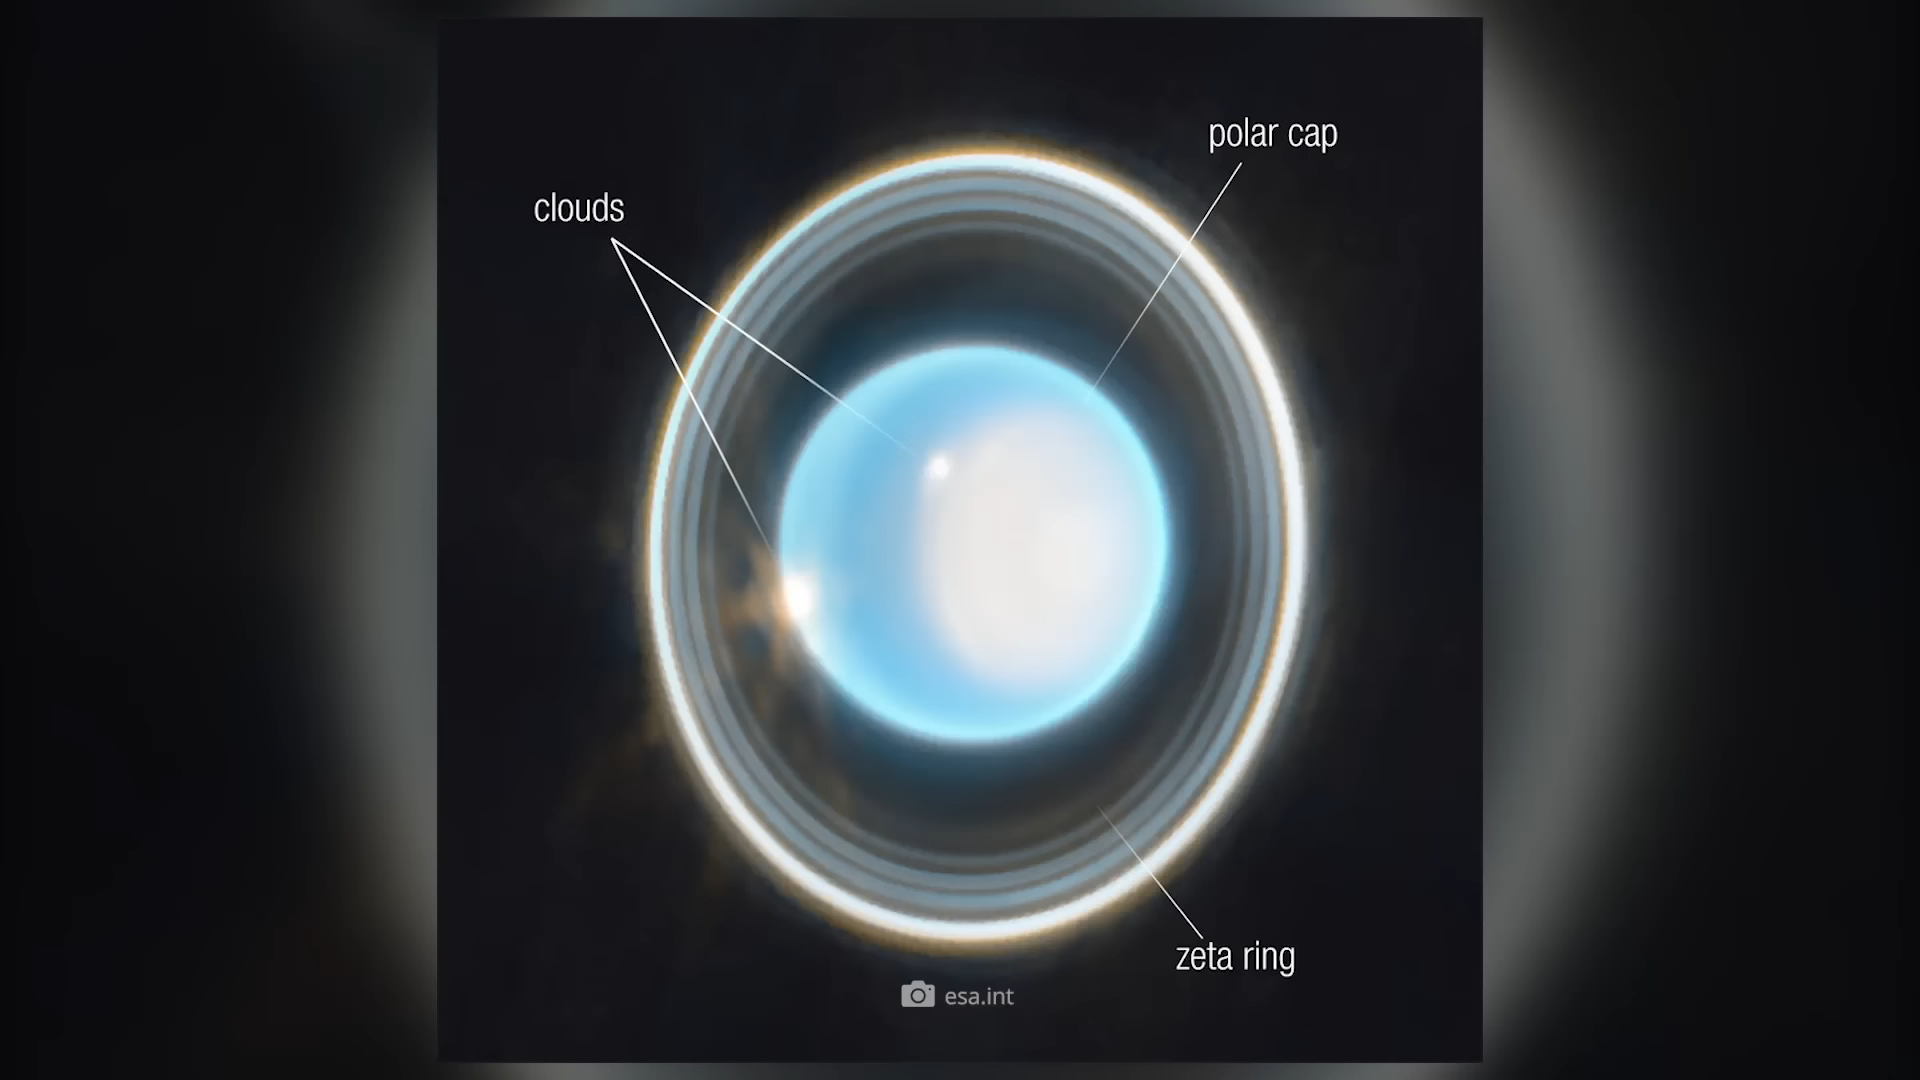 polar cap
clouds
zeta ring
esa.int